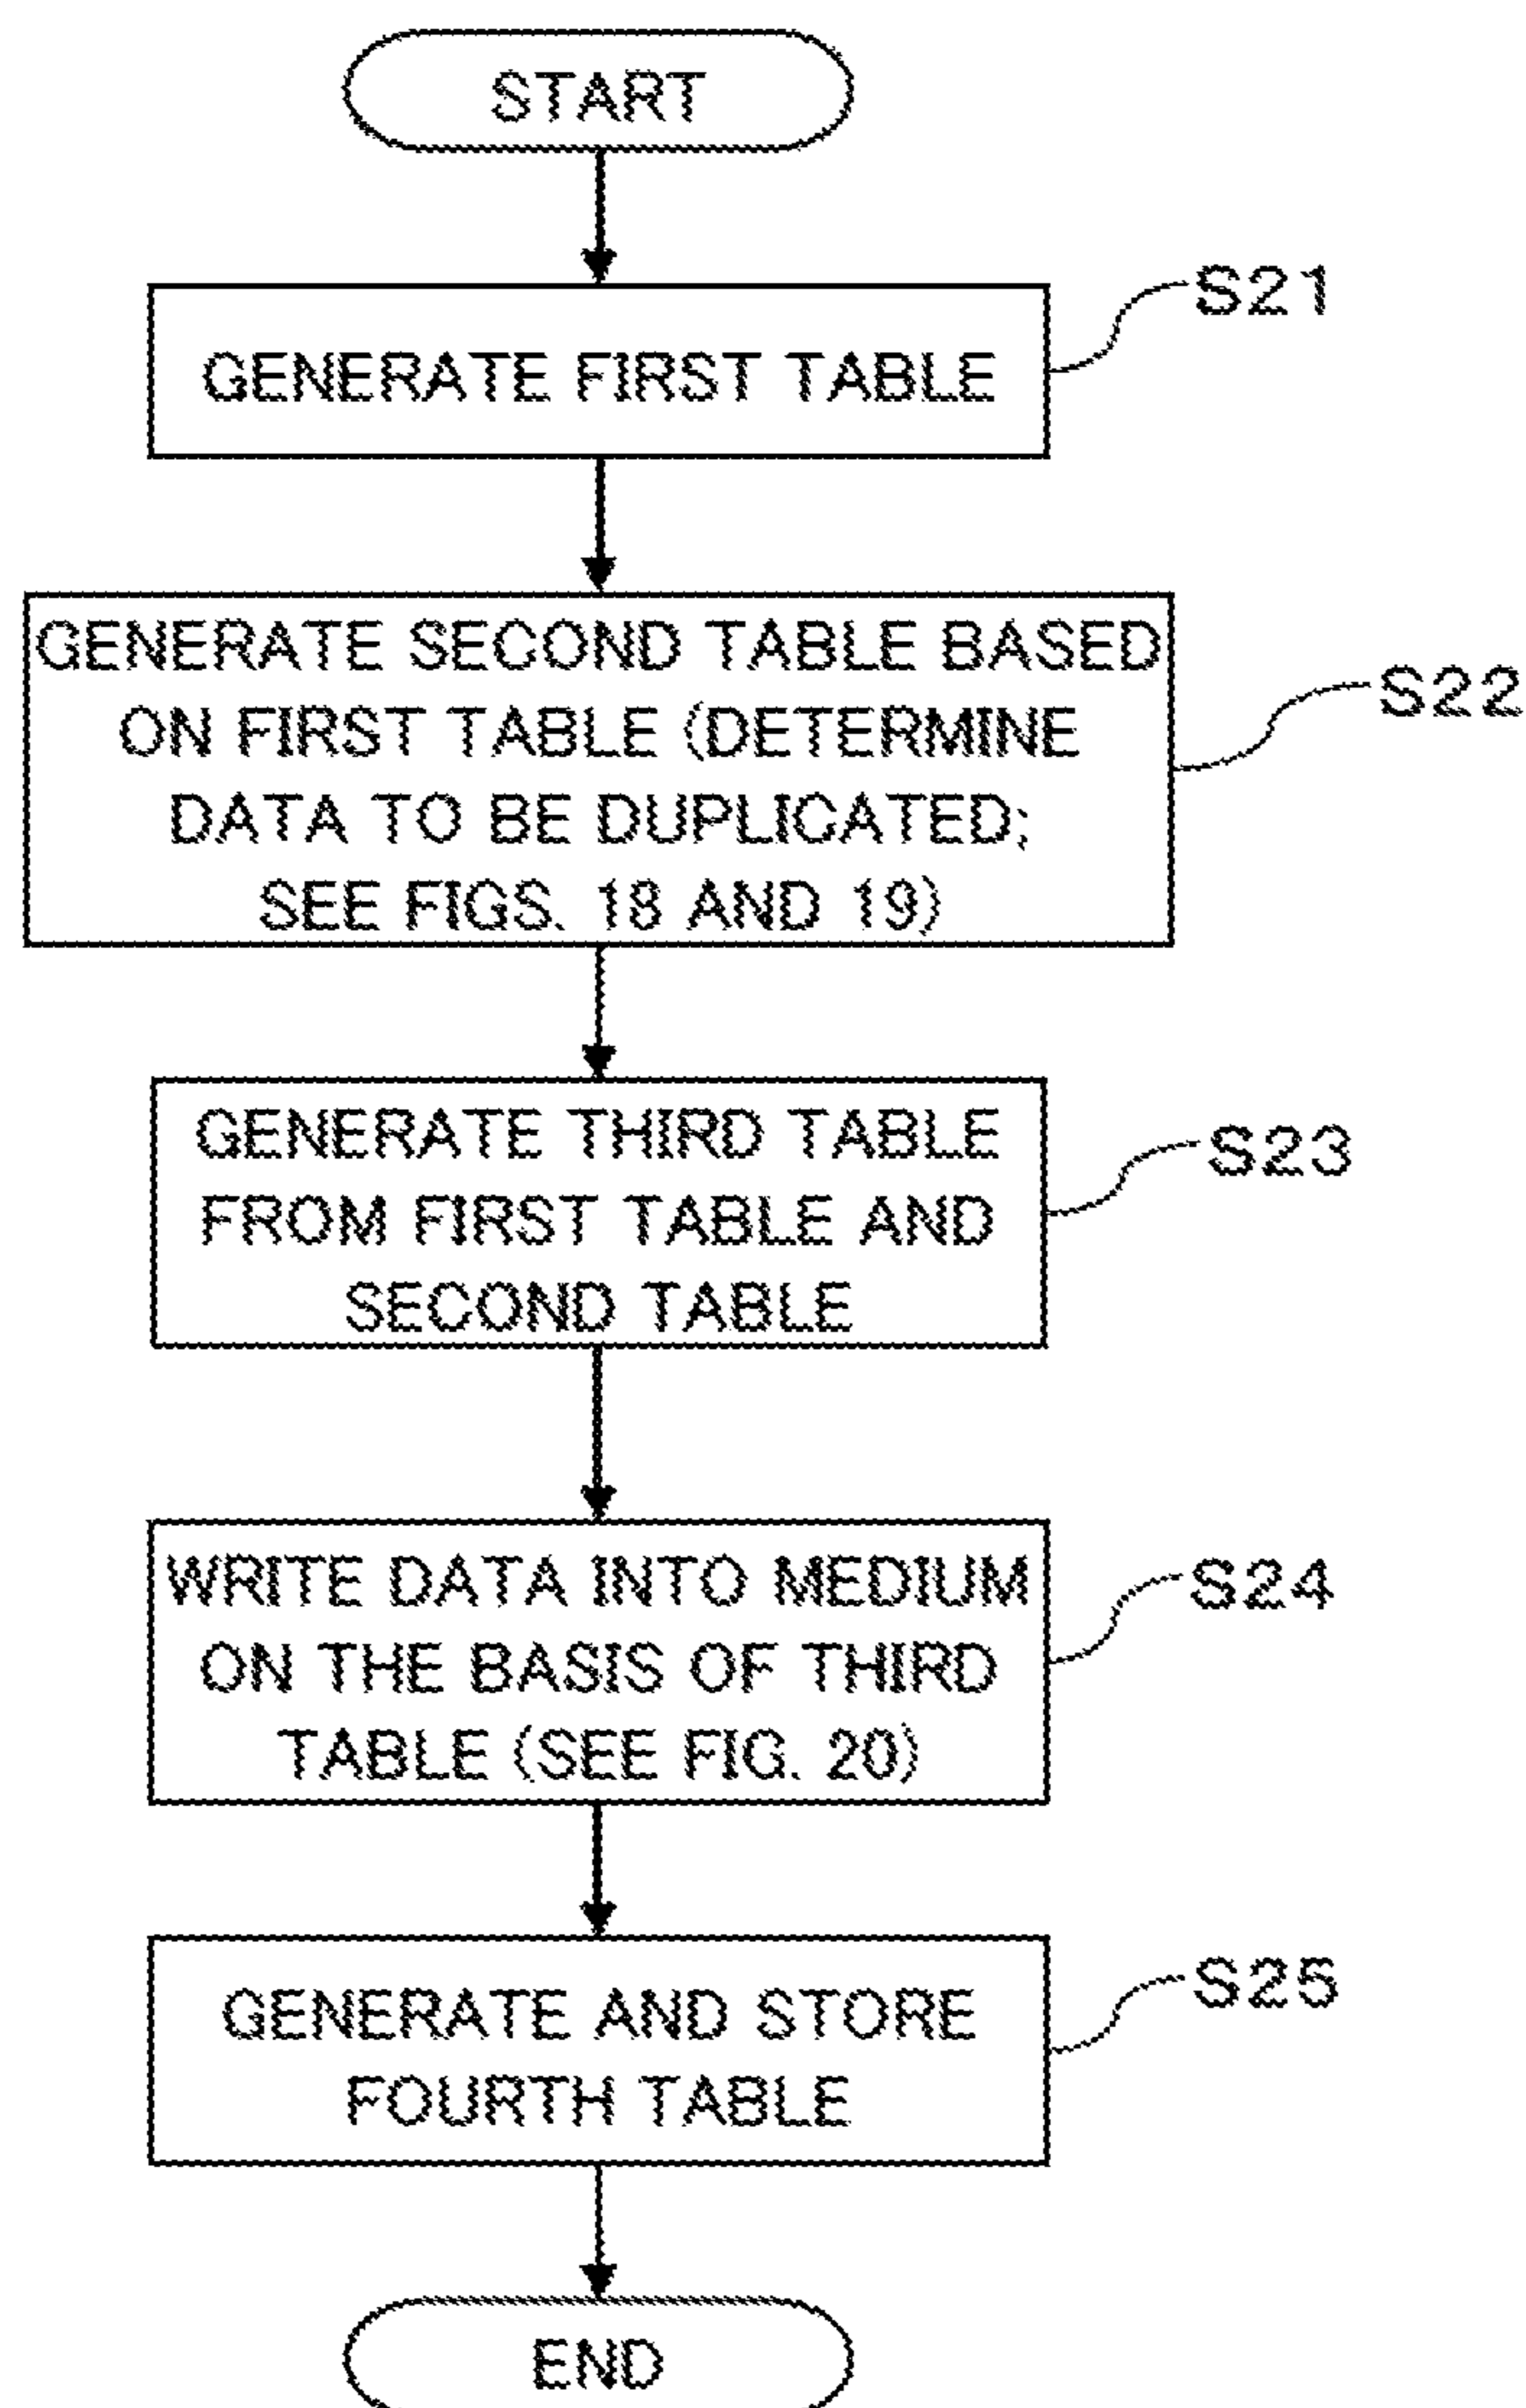 START
S21
GENERATE FIRST TABLE
GENERATE SECOND TABLE BASED
ON FIRST TABLE (DETERMINE
DATA TO BE DUPLICATED;
SEE FIGS. 18 AND 19)
S22
GENERATE THIRD TABLE
FROM FIRST TABLE AND
SECOND TABLE
S23
WRITE DATA INTO MEDIUM
ON THE BASIS OF THIRD
TABLE (SEE FIG. 20)
S24
GENERATE AND STORE
FOURTH TABLE
S25
END